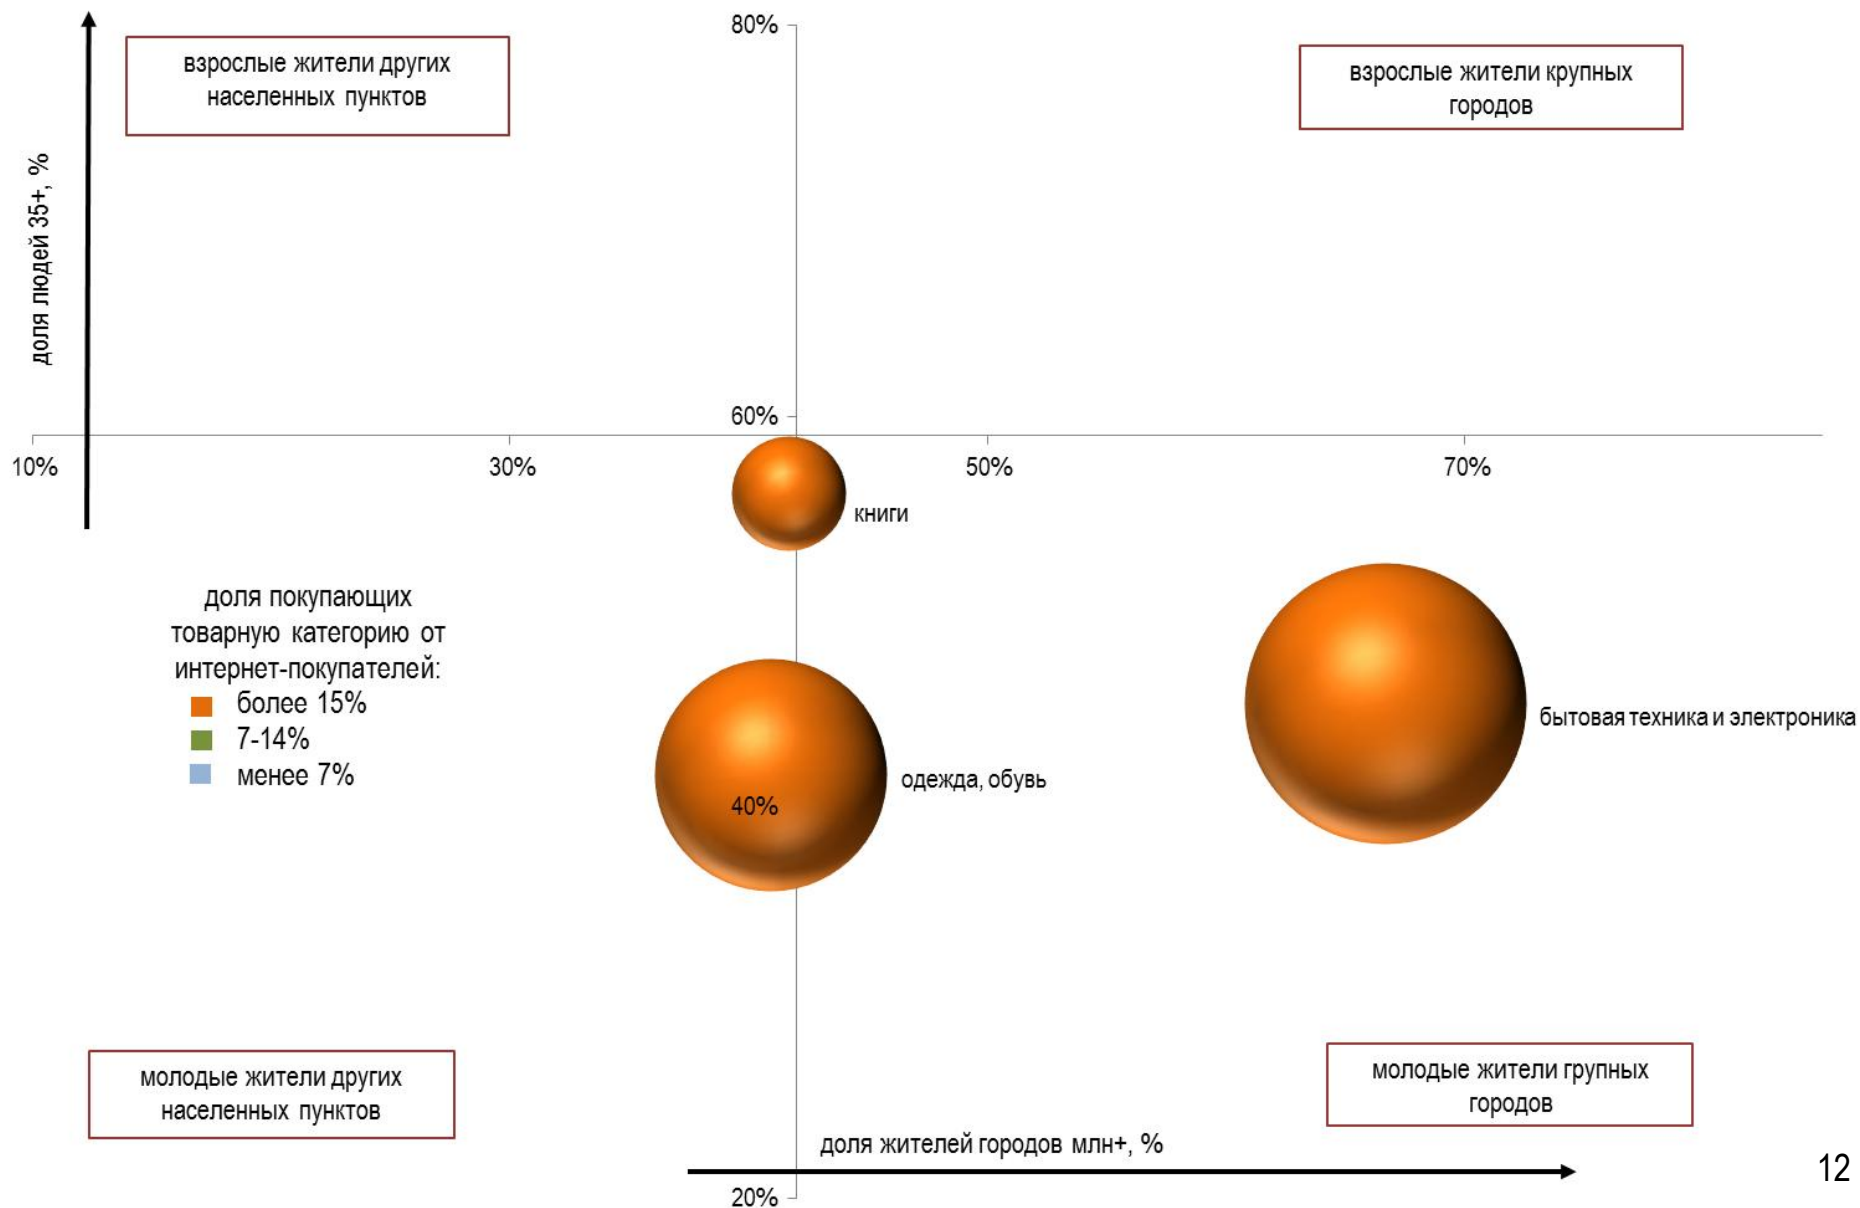 80%
взрослые жители других
населенных пунктов
взрослые жители крупных
городов
доля людей 35+, %
60%
10%
30%
50%
70%
книги
доля покупающих
товарную категорию от
интернет-покупателей:
более 15%
7-14%
менее 7%
бытовая техника и электроника
одежда, обувь
40%
молодые жители других
населенных пунктов
молодые жители групных
городов
доля жителей городов млн+, %
12
20%